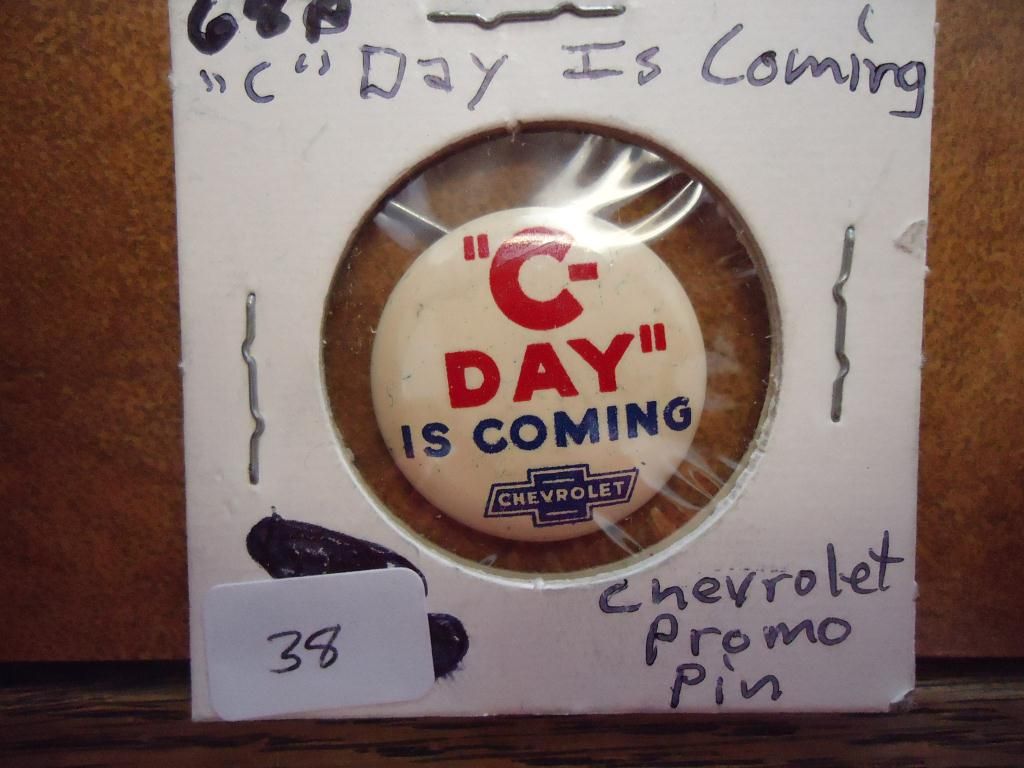 "C" Day Is Coming
"C-
DAY"
IS COMING
CHEVROLET
Chevrolet
Promo
Pin
38